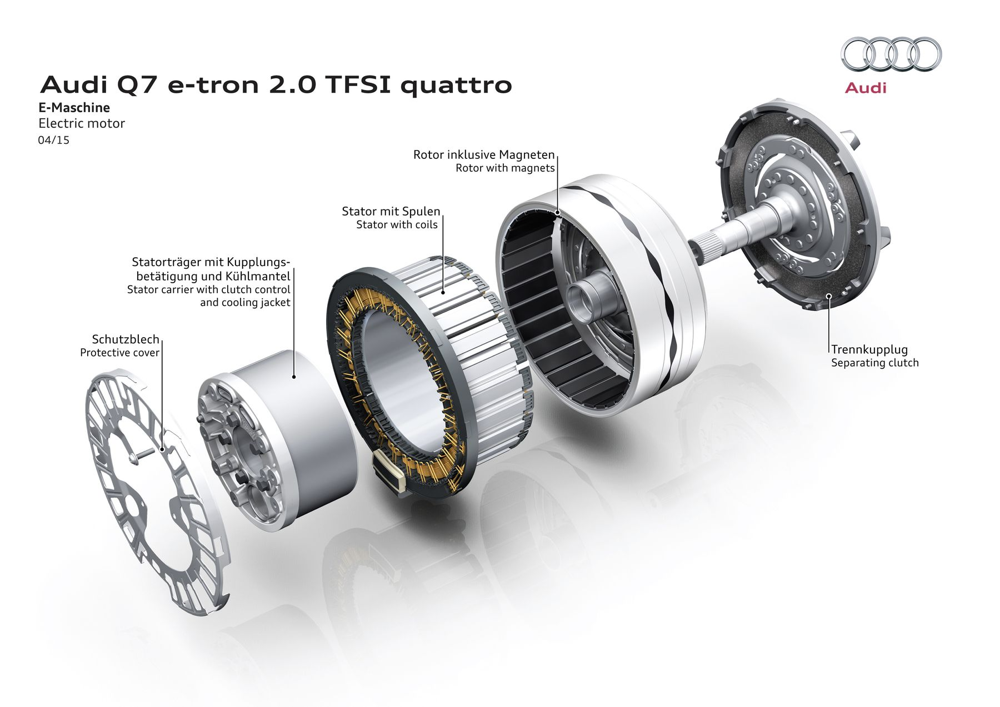 Audi
Audi Q7 e-tron 2.0 TFSI quattro
E-Maschine
Electric motor
04/15
Rotor inklusive Magneten
Rotor with magnets
Stator mit Spulen
Stator with coils
Statorträger mit Kupplungs-
betätigung und Kühlmantel
Stator carrier with clutch control
and cooling jacket
Schutzblech
Protective cover
Trennkupplug
Separating clutch